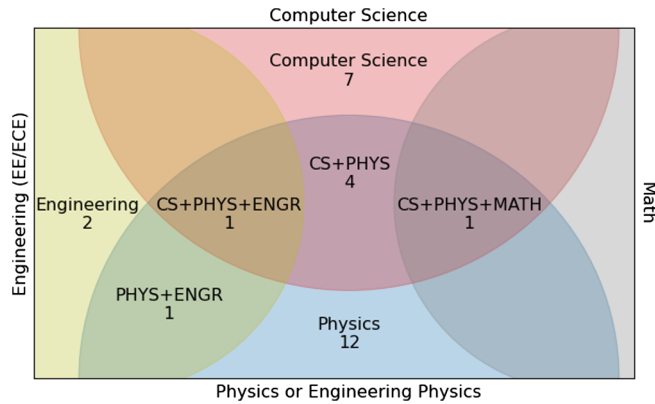 Computer Science
Computer Science
7
CS+PHYS
4
Engineering (EE/ECE)
Engineering
2
CS+PHYS+ENGR
1
CS+PHYS+MATH
1
Math
PHYS+ENGR
1
Physics
12
Physics or Engineering Physics